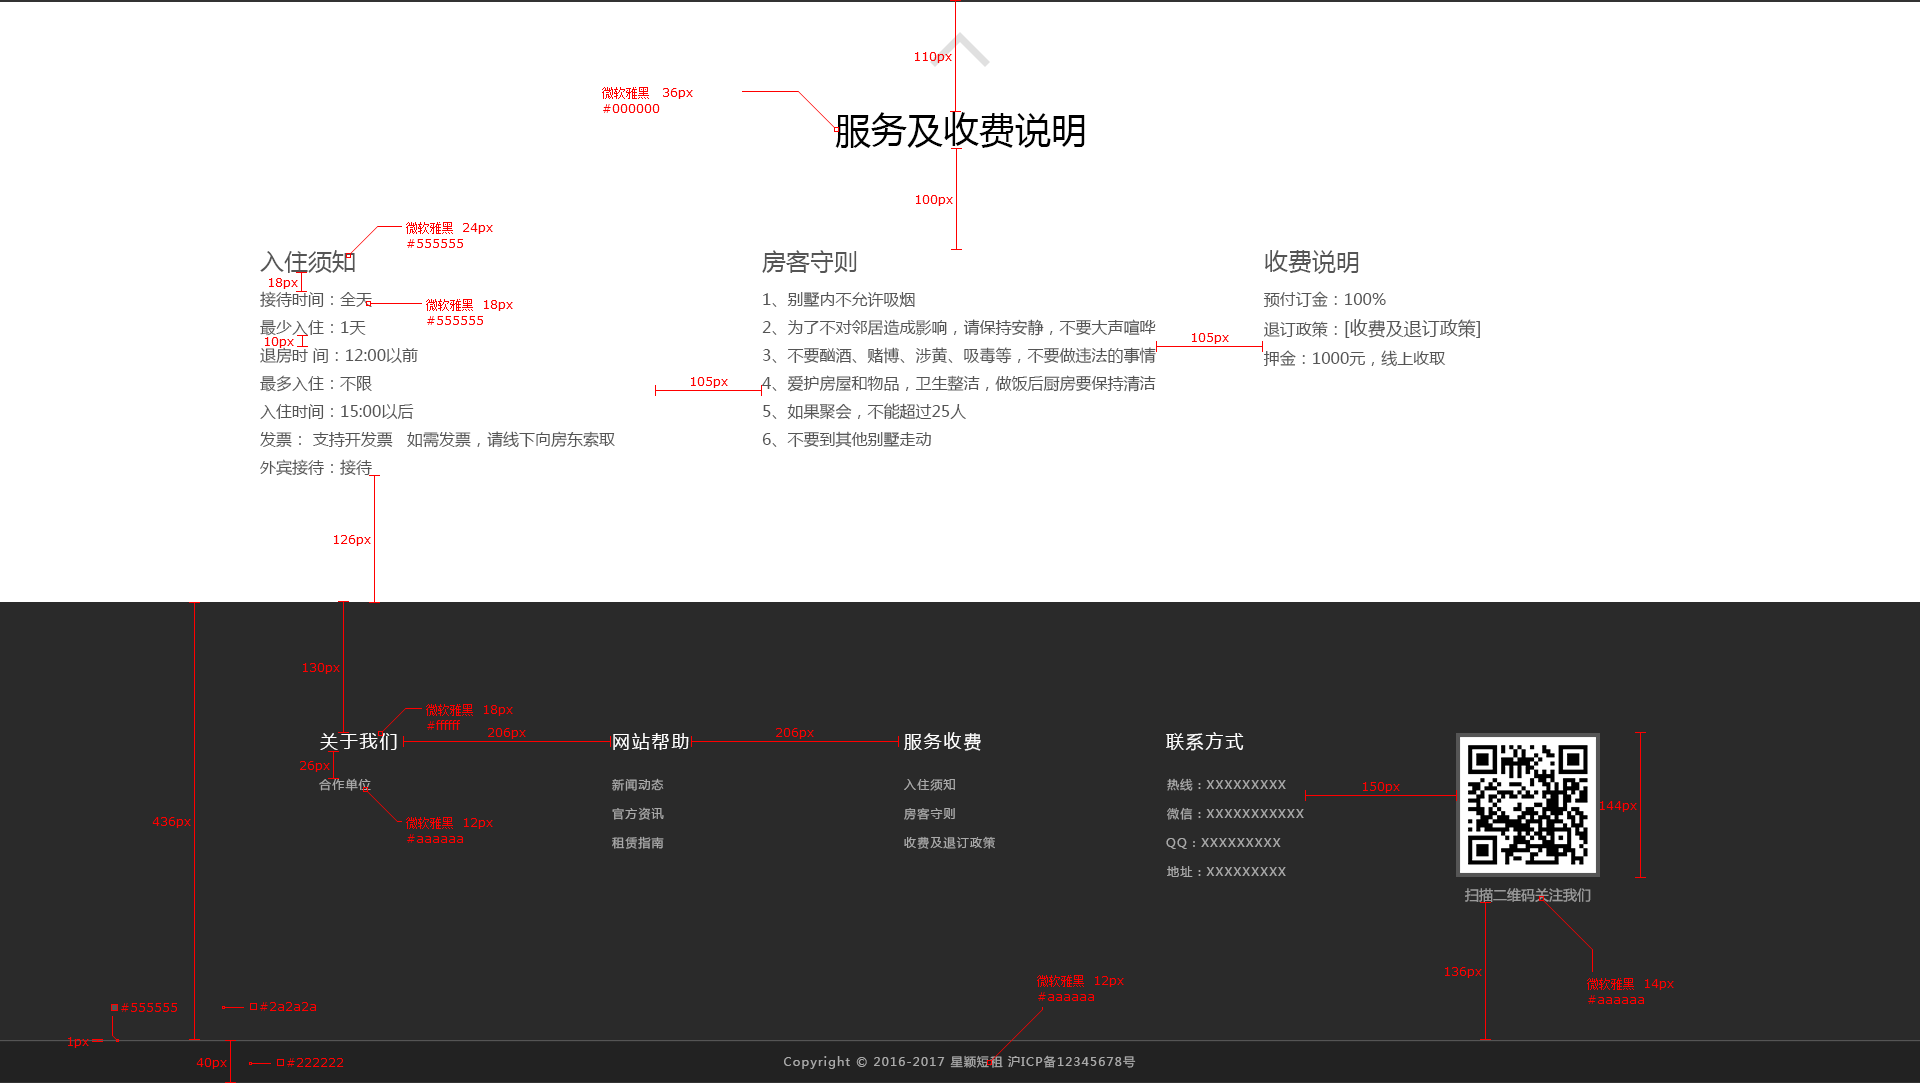 110px
微软雅黑 36px
#000000
服务及收费说明
100px
微软雅黑 24px
#555555
入住须知
18px
接待时间：全天
微软雅黑 18px
#555555
最少入住：1天
10px
退房时 间：12:00以前
最多入住：不限
入住时间：15:00以后
发票： 支持开发票 如需发票，请线下向房东索取
外宾接待：接待
105px
房客守则
1、别墅内不允许吸烟
2、为了不对邻居造成影响，请保持安静，不要大声喧哗
3、不要酗酒、赌博、涉黄、吸毒等，不要做违法的事情
4、爱护房屋和物品，卫生整洁，做饭后厨房要保持清洁
5、如果聚会，不能超过25人
6、不要到其他别墅走动
105px
收费说明
预付订金：100%
退订政策：[收费及退订政策]
押金：1000元，线上收取
126px
130px
微软雅黑 18px
#ffffff
206px
206px
关于我们
26px
合作单位
微软雅黑 12px
#aaaaaa
网站帮助
新闻动态
官方资讯
租赁指南
服务收费
入住须知
房客守则
收费及退订政策
联系方式
热线：XXXXXXXXX
微信：XXXXXXXXXXX
QQ：XXXXXXXXX
地址：XXXXXXXXX
150px
144px
扫描二维码关注我们
436px
136px
微软雅黑 14px
#aaaaaa
微软雅黑 12px
#aaaaaa
#555555
#2a2a2a
1px
40px
#222222
Copyright © 2016-2017 星颖短租 沪ICP备12345678号